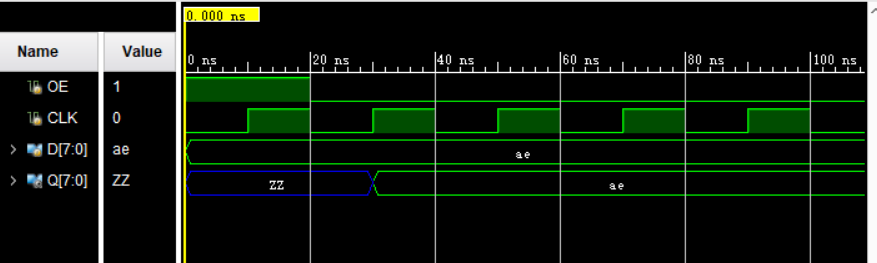 0.000 ns
Name Value
0 ns 20 ns 40 ns 60 ns 80 ns 100 ns
OE 1
CLK 0
D[7:0] ae ae
Q[7:0] ZZ ZZ ae